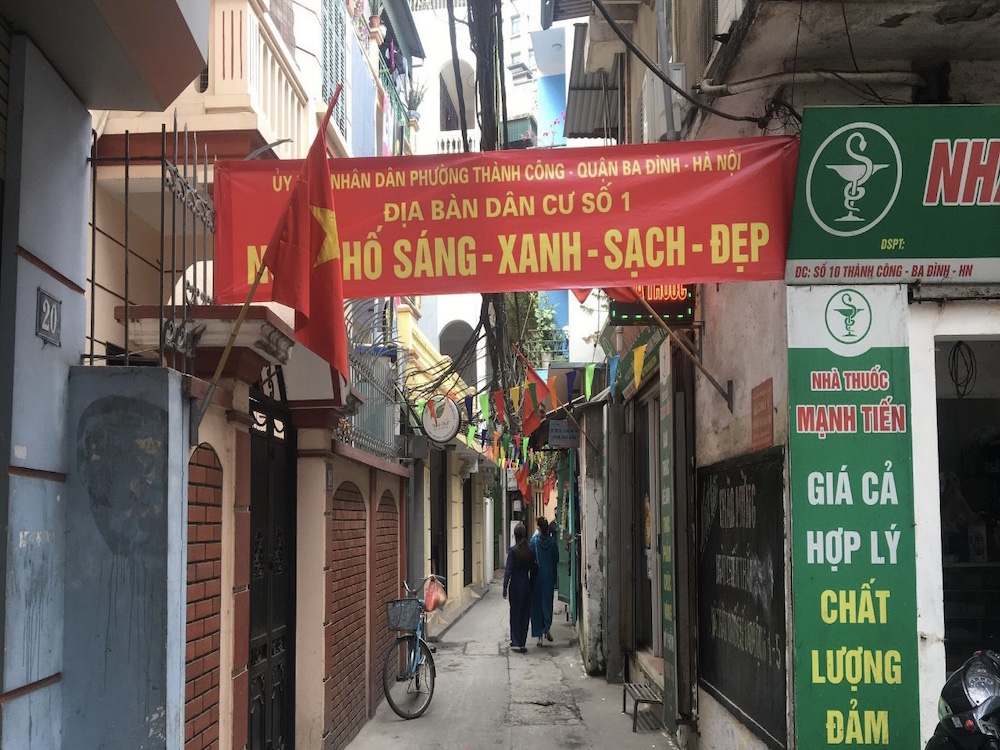 ỦY NHÂN DÂN PHƯỜNG THÀNH CÔNG - QUẬN BA ĐÌNH - HÀ NỘI
ĐỊA BÀN DÂN CƯ SỐ 1
HỐ SÁNG - XANH - SẠCH - ĐẸP
20
DSPT:
ĐC: SỐ 10 THÀNH CÔNG - BA ĐÌNH - HN
THUỐC
NHÀ THUỐC
MẠNH TIẾN
GIÁ CẢ
HỢP LÝ
CHẤT
LƯỢNG
ĐẢM